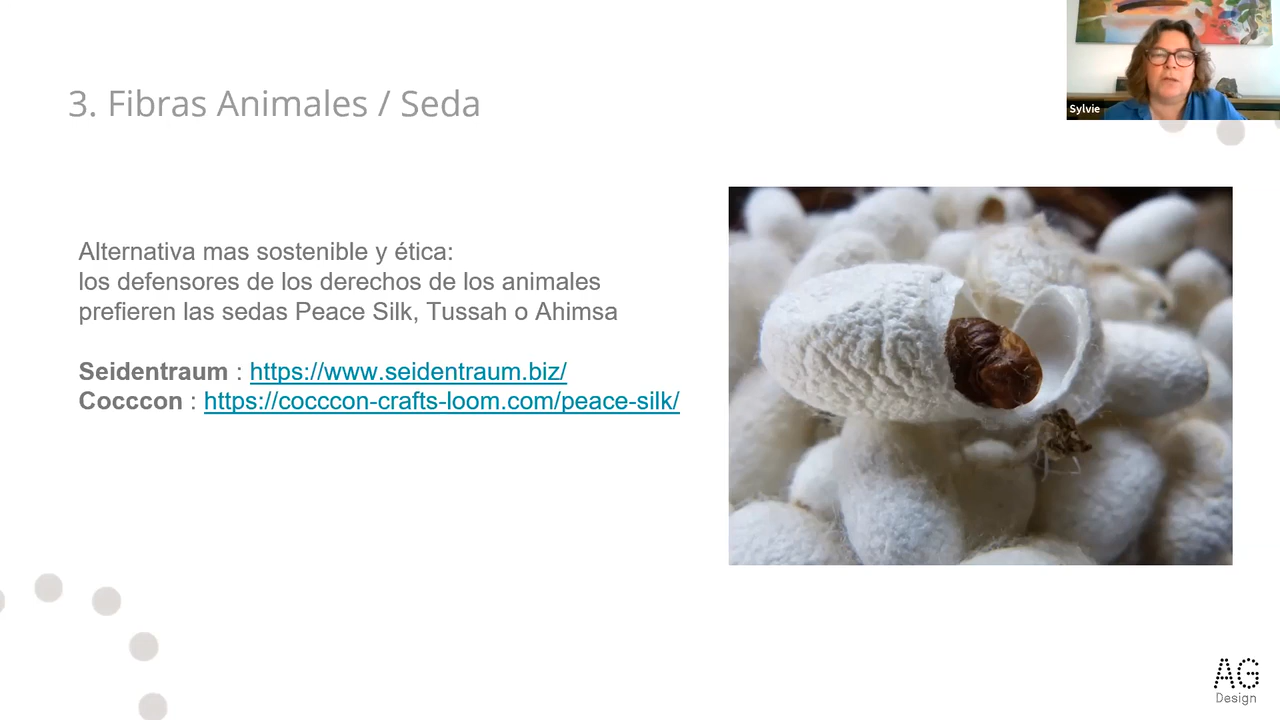 3. Fibras Animales / Seda
Sylvie
Alternativa mas sostenible y ética:
los defensores de los derechos de los animales
prefieren las sedas Peace Silk, Tussah o Ahimsa
Seidentraum : https://www.seidentraum.biz/
Cocccon : https://cocccon-crafts-loom.com/peace-silk/
AG
Design